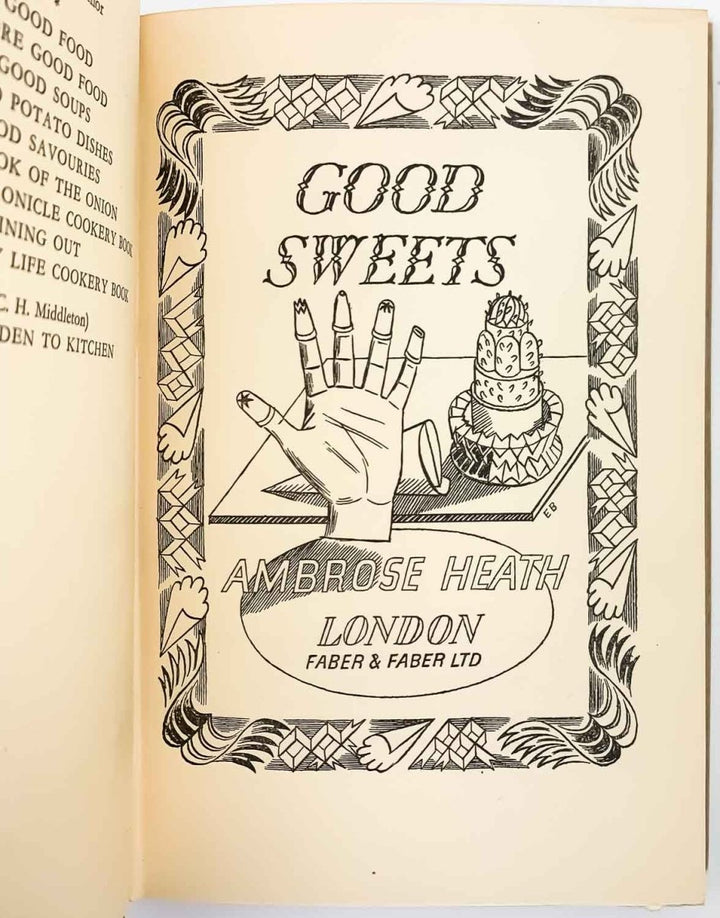 GOOD FOOD
RE GOOD FOOD
GOOD SOUPS
POTATO DISHES
OD SAVOURIES
OK OF THE ONION
ONICLE COOKERY BOOK
INING OUT
Y LIFE COOKERY BOOK
C. H. Middleton)
DEN TO KITCHEN
GOOD
SWEETS
EB
AMBROSE HEATH
LONDON
FABER & FABER LTD